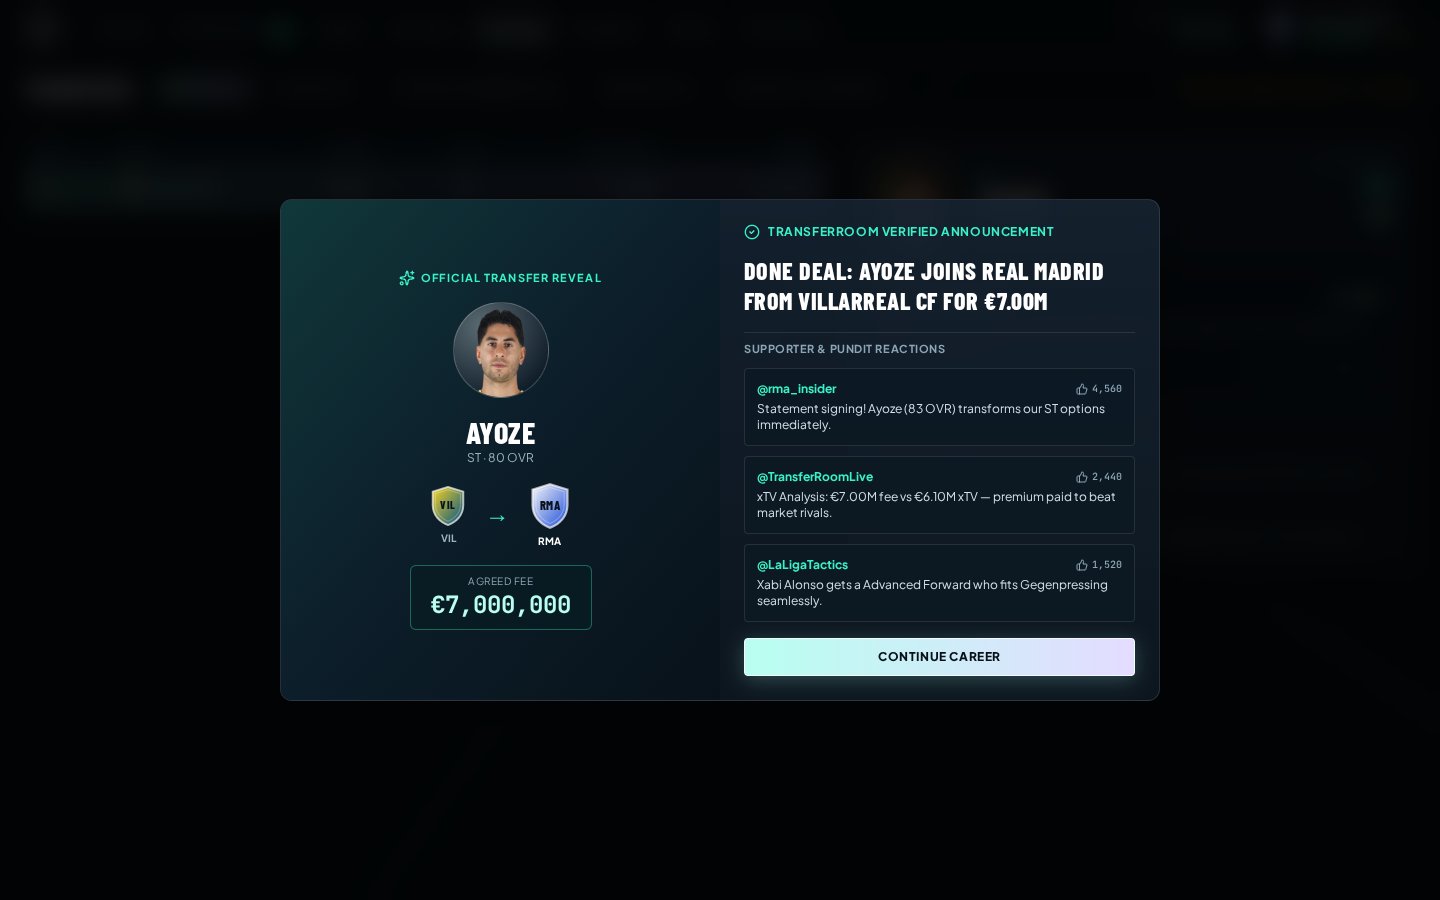 OFFICIAL TRANSFER REVEAL
AYOZE
ST · 80 OVR
VIL
→
RMA
VIL
RMA
AGREED FEE
€7,000,000
TRANSFERROOM VERIFIED ANNOUNCEMENT
DONE DEAL: AYOZE JOINS REAL MADRID
FROM VILLARREAL CF FOR €7.00M
SUPPORTER & PUNDIT REACTIONS
@rma_insider 4,560
Statement signing! Ayoze (83 OVR) transforms our ST options
immediately.
@TransferRoomLive 2,440
xTV Analysis: €7.00M fee vs €6.10M xTV — premium paid to beat
market rivals.
@LaLigaTactics 1,520
Xabi Alonso gets a Advanced Forward who fits Gegenpressing
seamlessly.
CONTINUE CAREER